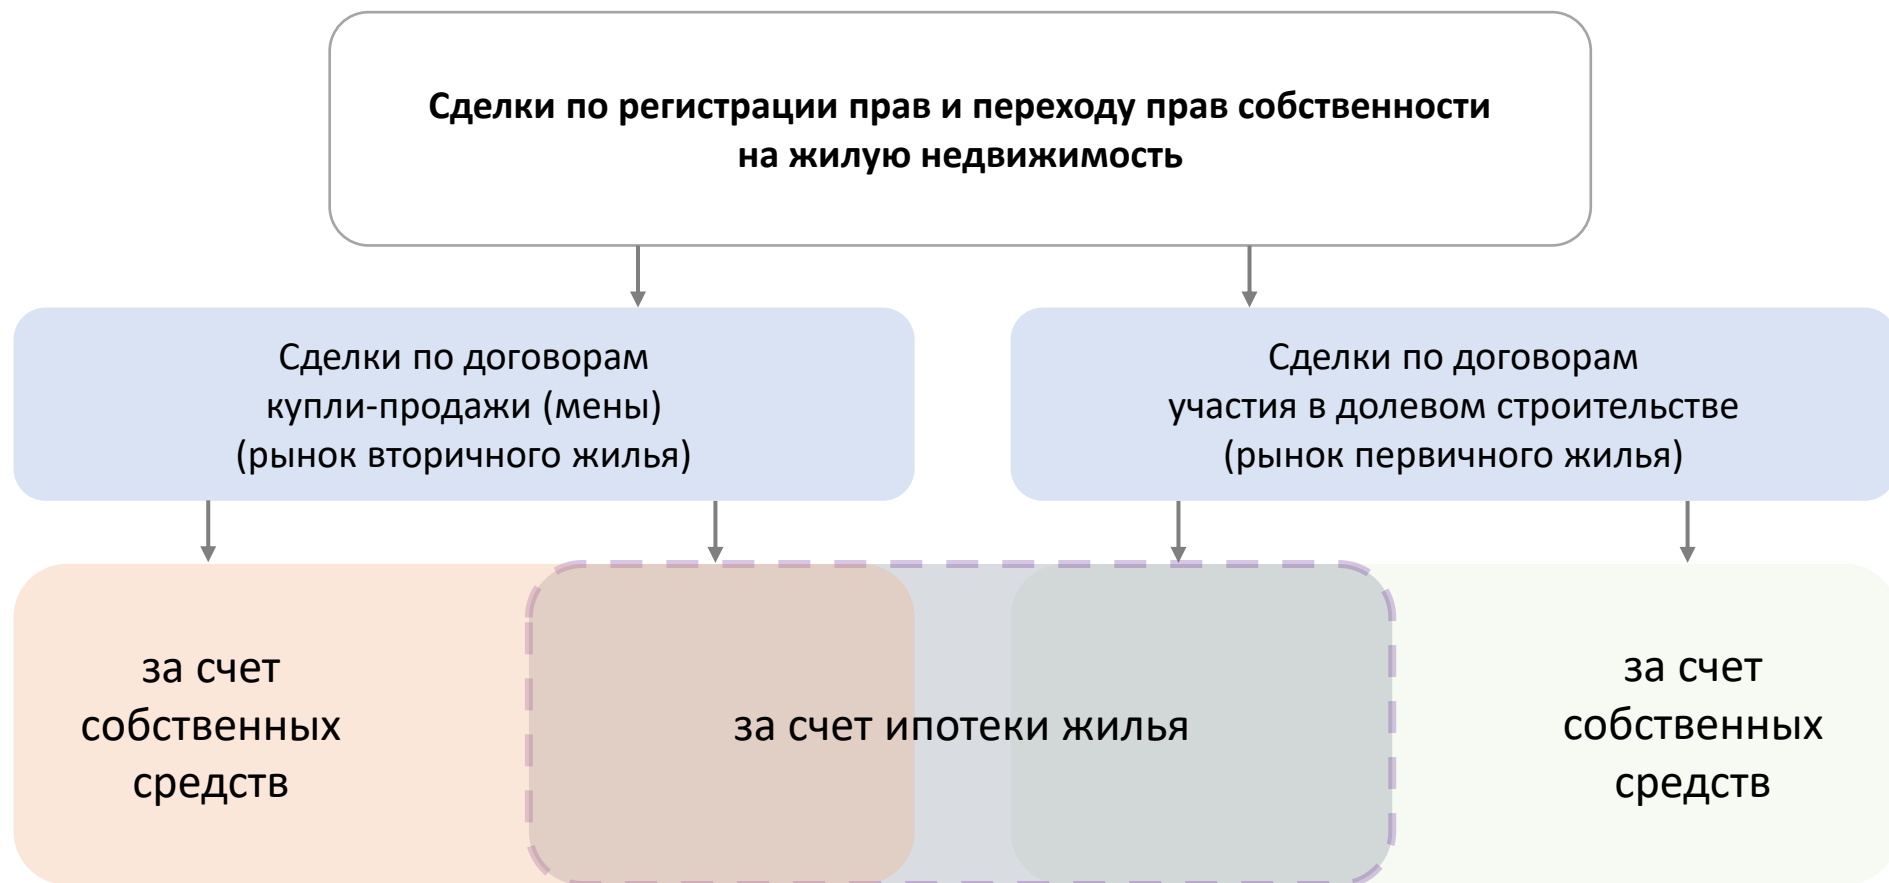 Сделки по регистрации прав и переходу прав собственности
на жилую недвижимость
Сделки по договорам
купли-продажи (мены)
(рынок вторичного жилья)
Сделки по договорам
участия в долевом строительстве
(рынок первичного жилья)
за счет
собственных
средств
за счет ипотеки жилья
за счет
собственных
средств